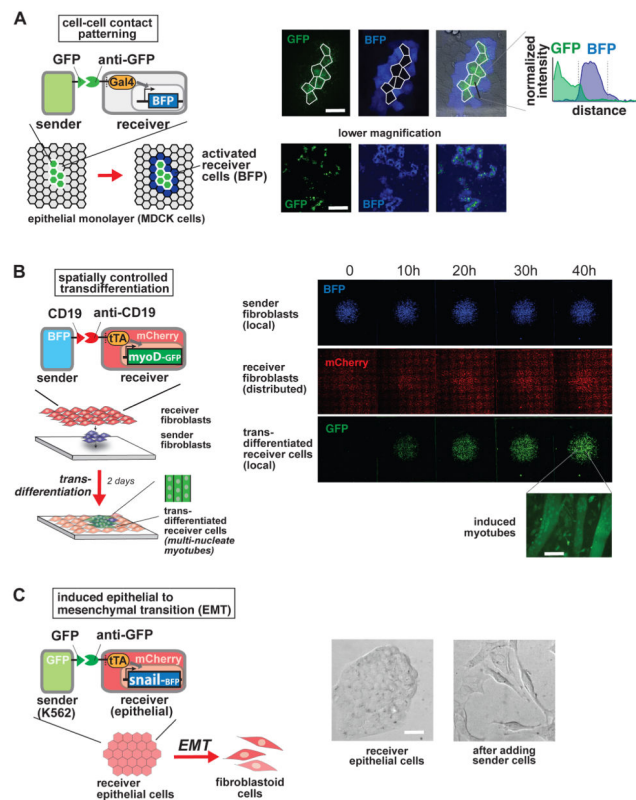 A
cell-cell contact
patterning
GFP anti-GFP
Gal4
BFP
sender receiver
activated
receiver
cells (BFP)
epithelial monolayer (MDCK cells)
GFP BFP
lower magnification
GFP BFP
GFP BFP
normalized
intensity
distance
B
spatially controlled
transdifferentiation
CD19 anti-CD19
BFP tTA mCherry
myoD-GFP
sender receiver
receiver
fibroblasts
sender
fibroblasts
trans-
differentiation 2 days
trans-
differentiated
receiver cells
(multi-nucleate
myotubes)
0 10h 20h 30h 40h
BFP
sender
fibroblasts
(local)
mCherry
receiver
fibroblasts
(distributed)
GFP
trans-
differentiated
receiver cells
(local)
induced
myotubes
C
induced epithelial to
mesenchymal transition (EMT)
GFP anti-GFP
GFP tTA mCherry
snail-BFP
sender
(K562)
receiver
(epithelial)
EMT
receiver
epithelial cells
fibroblastoid
cells
receiver
epithelial cells
after adding
sender cells